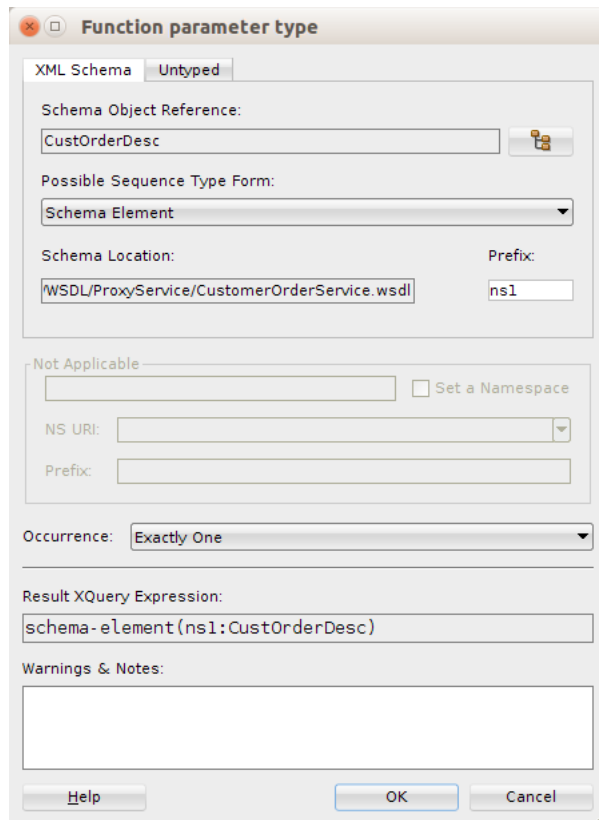 Function parameter type
XML Schema Untyped
Schema Object Reference:
CustOrderDesc
Possible Sequence Type Form:
Schema Element
Schema Location: Prefix:
WSDL/ProxyService/CustomerOrderService.wsdl ns1
Not Applicable
Set a Namespace
NS URI:
Prefix:
Occurrence: Exactly One
Result XQuery Expression:
schema-element(ns1:CustOrderDesc)
Warnings & Notes:
Help OK Cancel